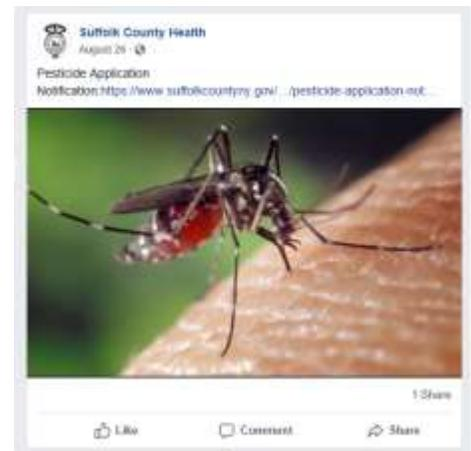 Suffolk County Health
August 26
Pesticide Application
Notification:https://www.suffolkcountyny.gov/.../pesticide-application-not...
1 Share
Like
Comment
Share